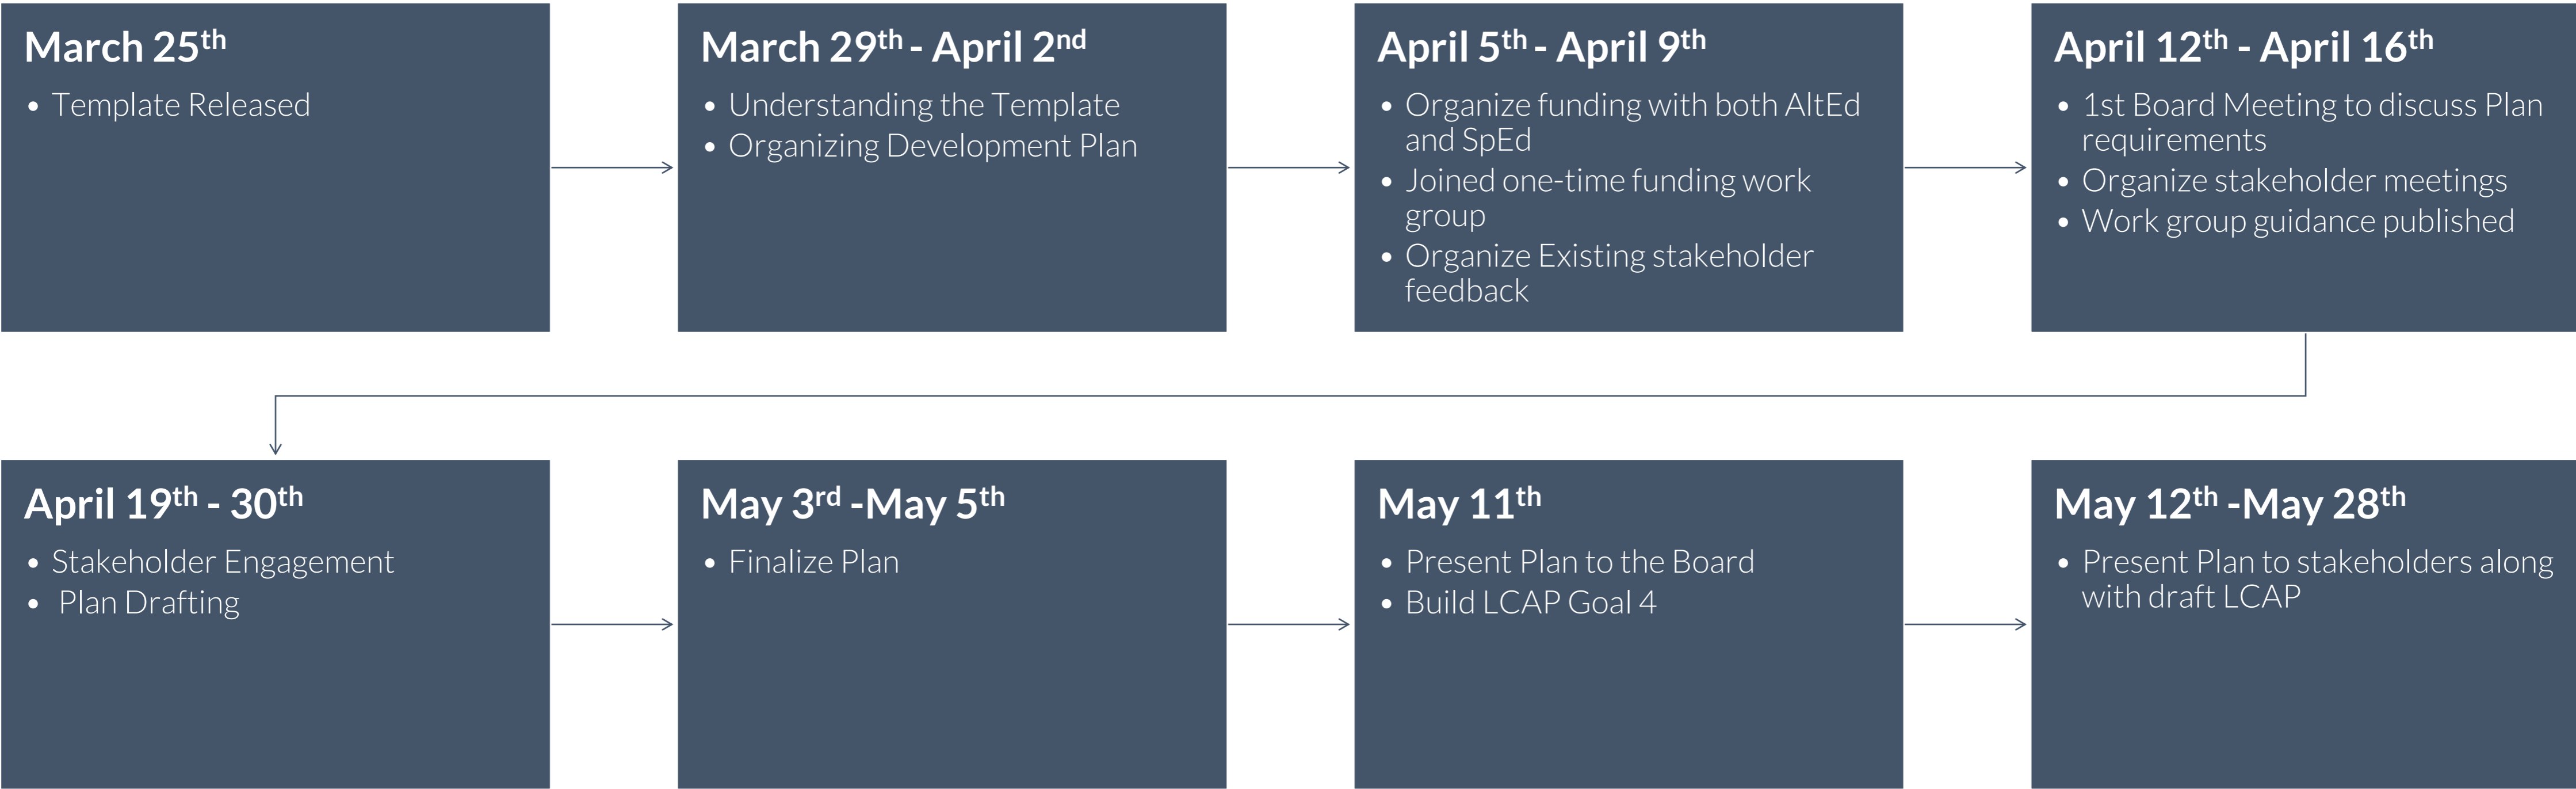 March 25th
• Template Released
March 29th - April 2nd
• Understanding the Template
• Organizing Development Plan
April 5th - April 9th
• Organize funding with both AltEd
and SpEd
• Joined one-time funding work
group
• Organize Existing stakeholder
feedback
April 12th - April 16th
• 1st Board Meeting to discuss Plan
requirements
• Organize stakeholder meetings
• Work group guidance published
April 19th - 30th
• Stakeholder Engagement
• Plan Drafting
May 3rd -May 5th
• Finalize Plan
May 11th
• Present Plan to the Board
• Build LCAP Goal 4
May 12th -May 28th
• Present Plan to stakeholders along
with draft LCAP